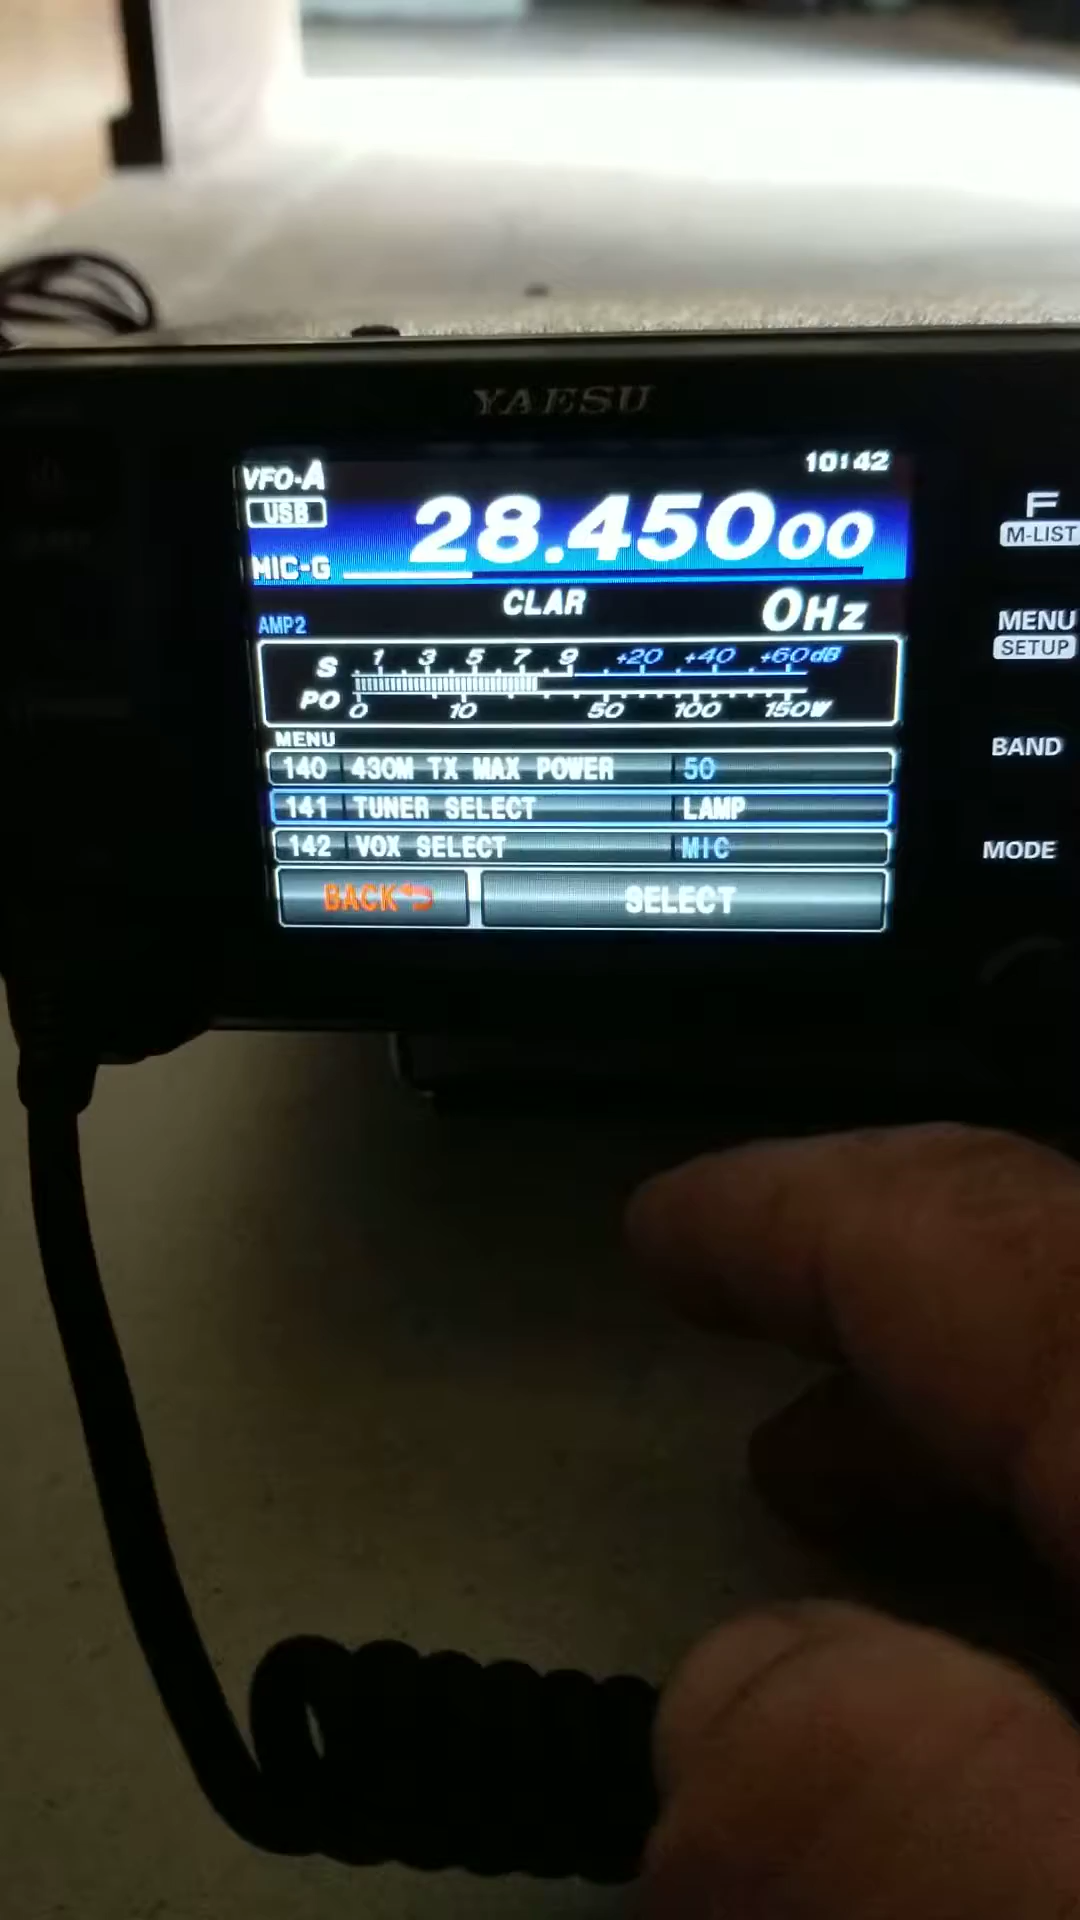 YAESU
VFO-A
10:42
USB
28.45000
MIC-G
CLAR
0Hz
AMP2
S 1 3 5 7 9 +20 +40 +60dB
PO 0 10 50 100 150W
MENU
140 430M TX MAX POWER 50
141 TUNER SELECT LAMP
142 VOX SELECT MIC
BACK SELECT
F
M-LIST
MENU
SETUP
BAND
MODE